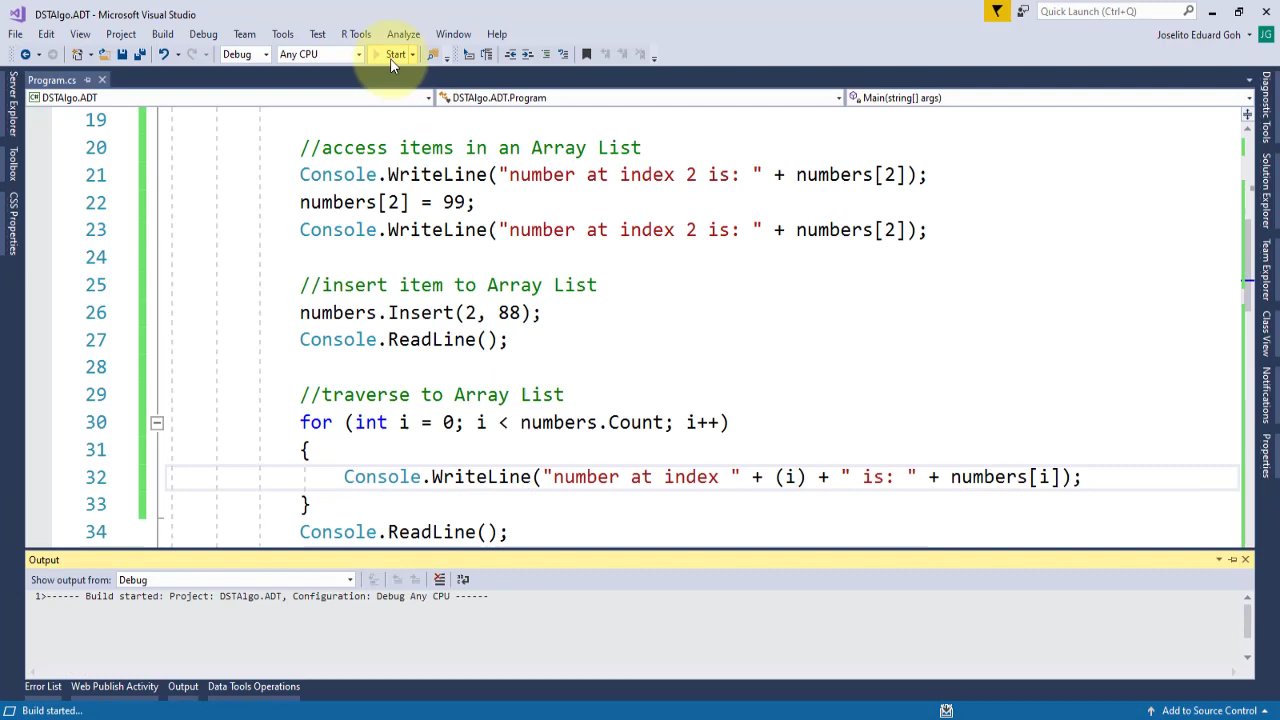 DSTAlgo.ADT - Microsoft Visual Studio
Quick Launch (Ctrl+Q)
File Edit View Project Build Debug Team Tools Test R Tools Analyze Window Help
Joselito Eduard Goh JG
Debug Any CPU Start
Program.cs
DSTAlgo.ADT DSTAlgo.ADT.Program Main(string[] args)
19
20 //access items in an Array List
21 Console.WriteLine("number at index 2 is: " + numbers[2]);
22 numbers[2] = 99;
23 Console.WriteLine("number at index 2 is: " + numbers[2]);
24
25 //insert item to Array List
26 numbers.Insert(2, 88);
27 Console.ReadLine();
28
29 //traverse to Array List
30 for (int i = 0; i < numbers.Count; i++)
31 {
32 Console.WriteLine("number at index " + (i) + " is: " + numbers[i]);
33 }
34 Console.ReadLine();
Server Explorer
Toolbox
CSS Properties
Diagnostic Tools
Solution Explorer
Team Explorer
Class View
Notifications
Properties
Output
Show output from: Debug
1>------ Build started: Project: DSTAlgo.ADT, Configuration: Debug Any CPU ------
Error List Web Publish Activity Output Data Tools Operations
Build started... Add to Source Control